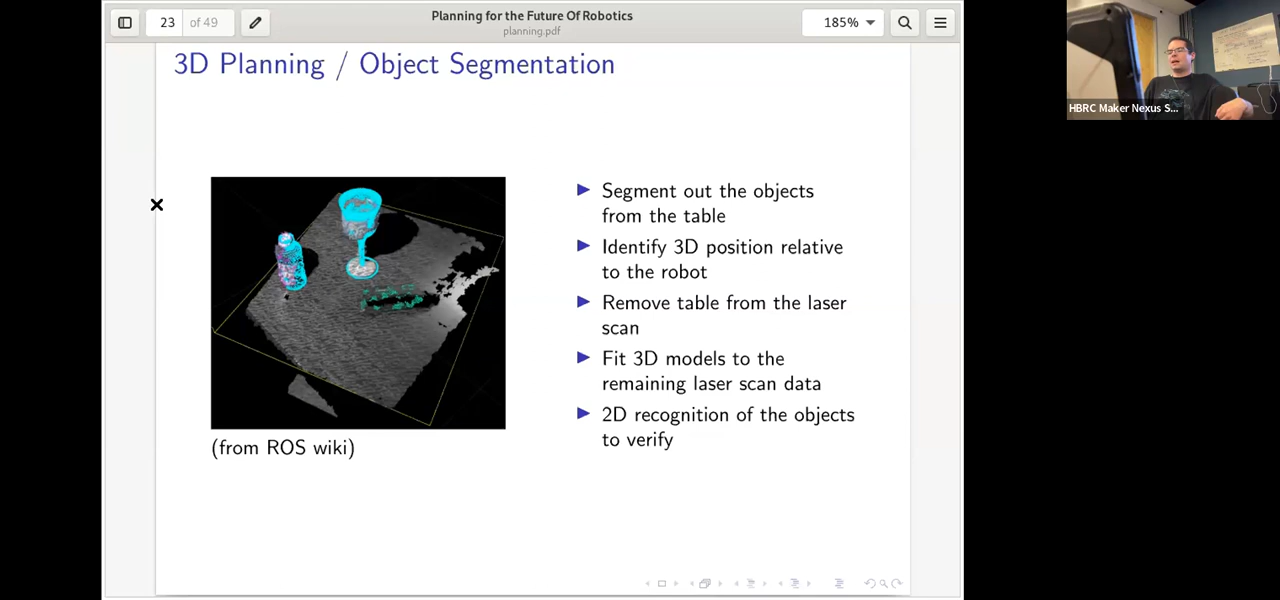 23 of 49
Planning for the Future Of Robotics
planning.pdf
185%
HBRC Maker Nexus S...
3D Planning / Object Segmentation
(from ROS wiki)
Segment out the objects
from the table
Identify 3D position relative
to the robot
Remove table from the laser
scan
Fit 3D models to the
remaining laser scan data
2D recognition of the objects
to verify